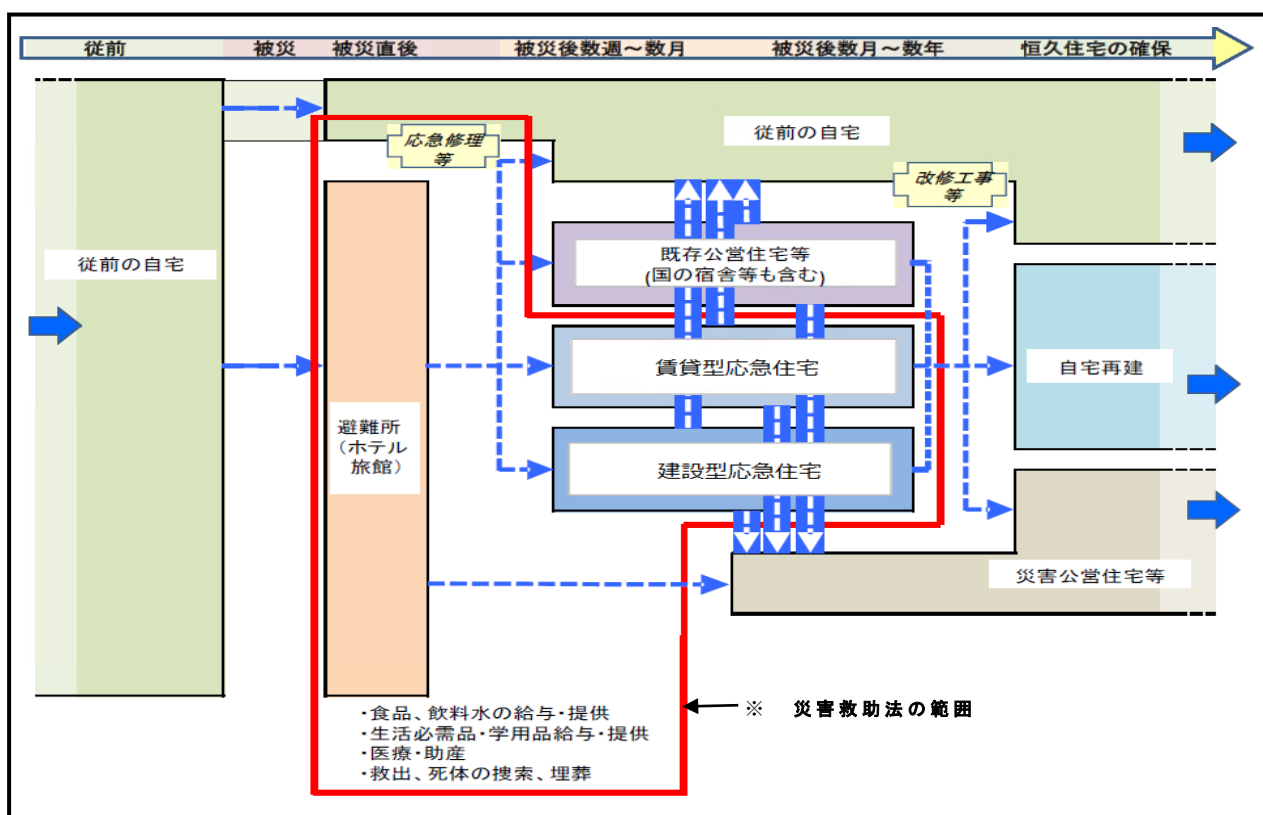 従前
被災
被災直後
被災後数週～数月
被災後数月～数年
恒久住宅の確保
応急修理
等
従前の自宅
改修工事
等
従前の自宅
既存公営住宅等
(国の宿舎等も含む)
賃貸型応急住宅
自宅再建
避難所
（ホテル
旅館）
建設型応急住宅
災害公営住宅等
・食品、飲料水の給与・提供
・生活必需品・学用品給与・提供
・医療・助産
・救出、死体の捜索、埋葬
※　災害救助法の範囲